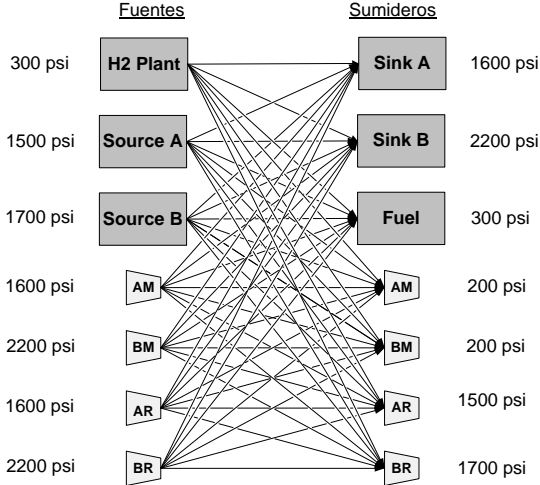 Fuentes Sumideros
300 psi H2 Plant Sink A 1600 psi
1500 psi Source A Sink B 2200 psi
1700 psi Source B Fuel 300 psi
1600 psi AM AM 200 psi
2200 psi BM BM 200 psi
1600 psi AR AR 1500 psi
2200 psi BR BR 1700 psi